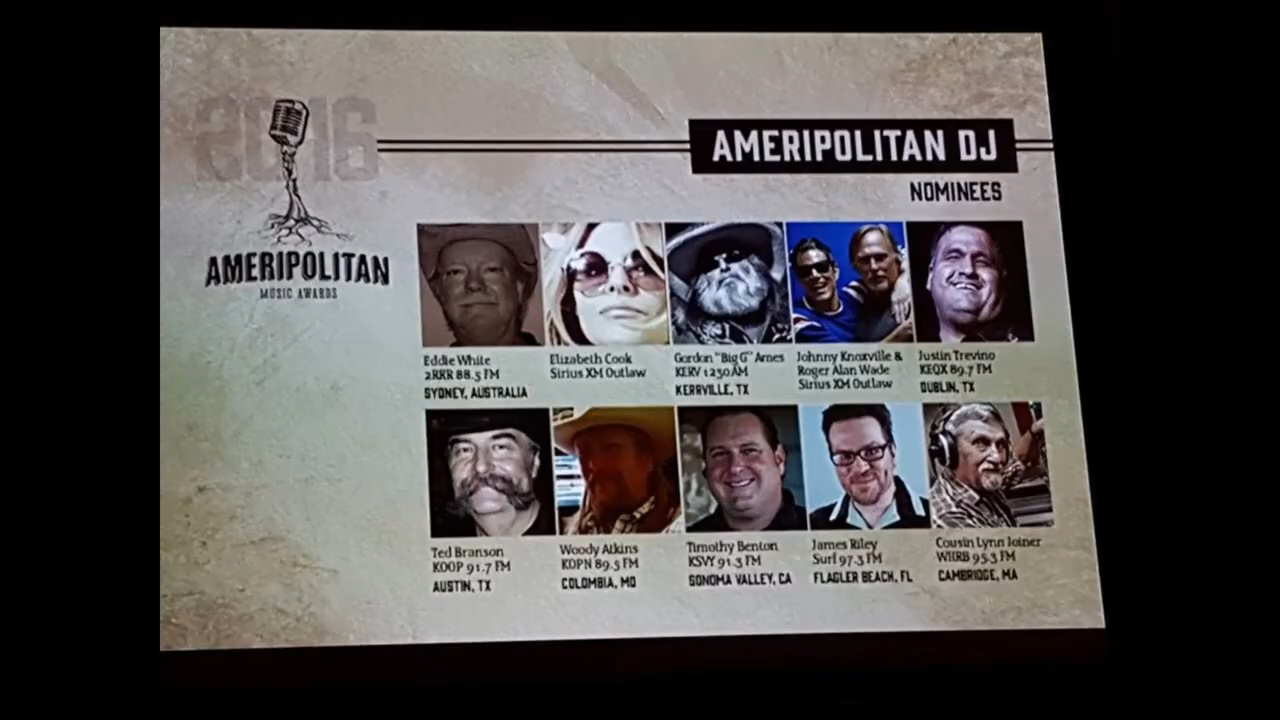 2016
AMERIPOLITAN
MUSIC AWARDS
AMERIPOLITAN DJ
NOMINEES
Eddie White
2RRR 88.5 FM
SYDNEY, AUSTRALIA
Elizabeth Cook
Sirius XM Outlaw
Gordon "Big G" Ames
KERV 1230 AM
KERRVILLE, TX
Johnny Knoxville &
Roger Alan Wade
Sirius XM Outlaw
Justin Trevino
KEQX 89.7 FM
DUBLIN, TX
Ted Branson
KOOP 91.7 FM
AUSTIN, TX
Woody Atkins
KOPN 89.5 FM
COLOMBIA, MO
Timothy Benton
KSVY 91.3 FM
SONOMA VALLEY, CA
James Riley
Surf 97.3 FM
FLAGLER BEACH, FL
Cousin Lynn Joiner
WHRB 95.3 FM
CAMBRIDGE, MA